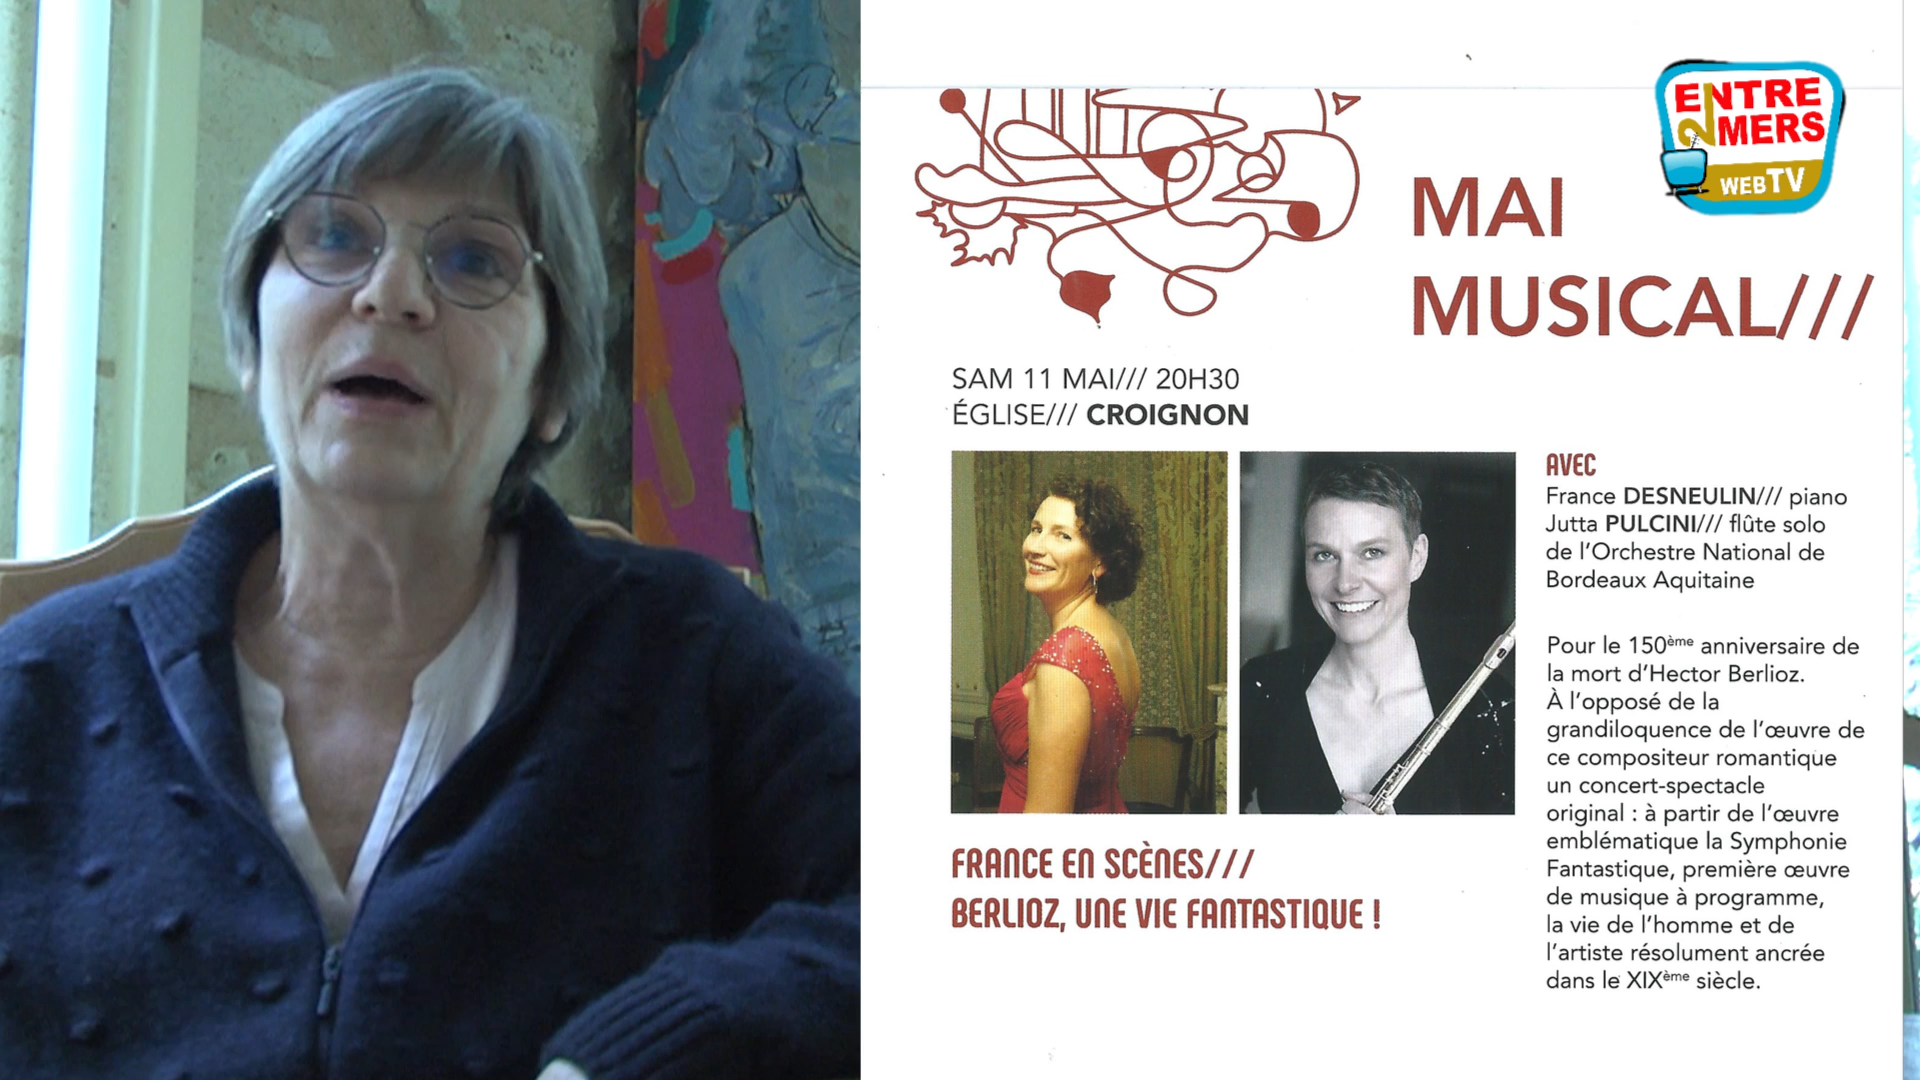 ENTRE
2
MERS
WEBTV
MAI
MUSICAL///
SAM 11 MAI/// 20H30
ÉGLISE/// CROIGNON
AVEC
France DESNEULIN/// piano
Jutta PULCINI/// flûte solo
de l'Orchestre National de
Bordeaux Aquitaine
Pour le 150ème anniversaire de
la mort d'Hector Berlioz.
À l'opposé de la
grandiloquence de l'œuvre de
ce compositeur romantique
un concert-spectacle
original : à partir de l'œuvre
emblématique la Symphonie
Fantastique, première œuvre
de musique à programme,
la vie de l'homme et de
l'artiste résolument ancrée
dans le XIXème siècle.
FRANCE EN SCÈNES///
BERLIOZ, UNE VIE FANTASTIQUE !